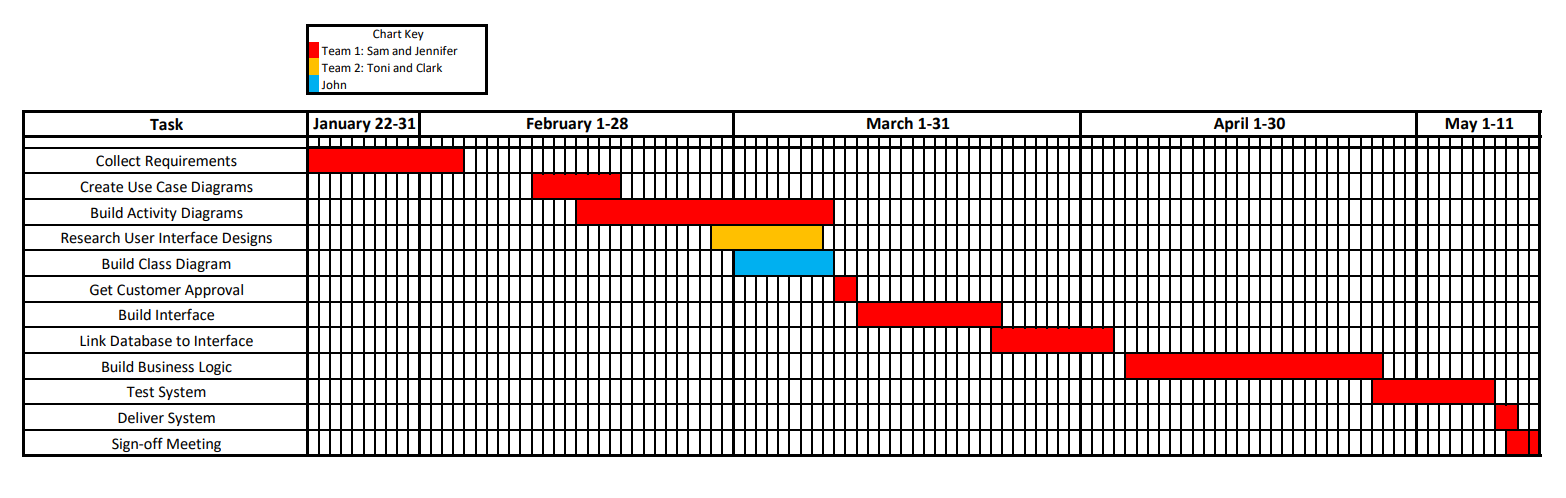 Chart Key
Team 1: Sam and Jennifer
Team 2: Toni and Clark
John
Task January 22-31 February 1-28 March 1-31 April 1-30 May 1-11
Collect Requirements
Create Use Case Diagrams
Build Activity Diagrams
Research User Interface Designs
Build Class Diagram
Get Customer Approval
Build Interface
Link Database to Interface
Build Business Logic
Test System
Deliver System
Sign-off Meeting